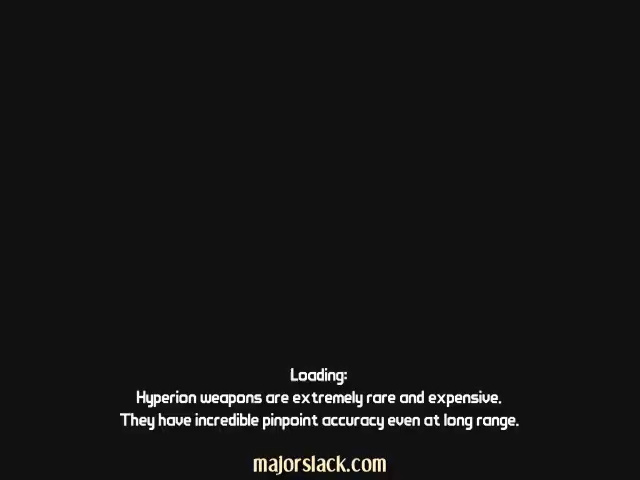 Loading:
Hyperion weapons are extremely rare and expensive.
They have incredible pinpoint accuracy even at long range.
majorslack.com